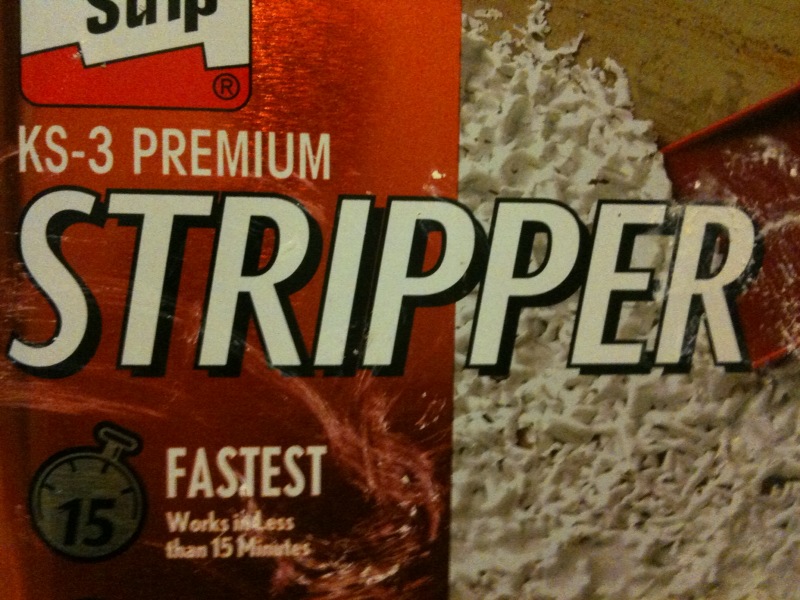 Strip
®
KS-3 PREMIUM
STRIPPER
15
FASTEST
Works in Less
than 15 Minutes